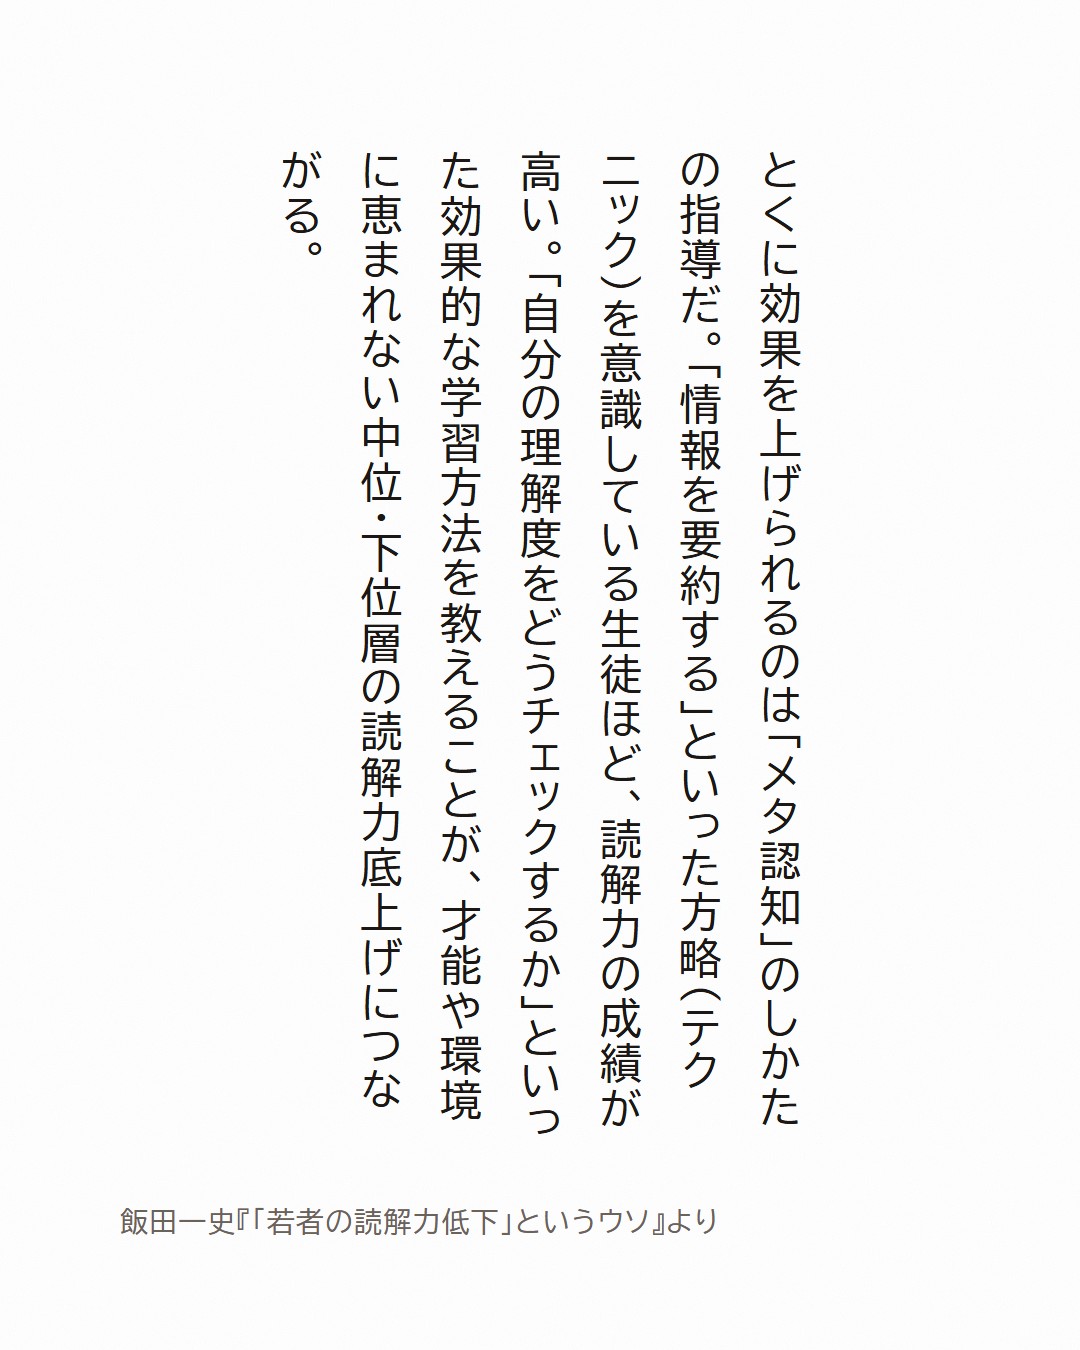 とくに効果を上げられるのは「メタ認知」のしかた
の指導だ。「情報を要約する」といった方略（テク
ニック）を意識している生徒ほど、読解力の成績が
高い。「自分の理解度をどうチェックするか」といっ
た効果的な学習方法を教えることが、才能や環境
に恵まれない中位・下位層の読解力底上げにつな
がる。
飯田一史『「若者の読解力低下」というウソ』より